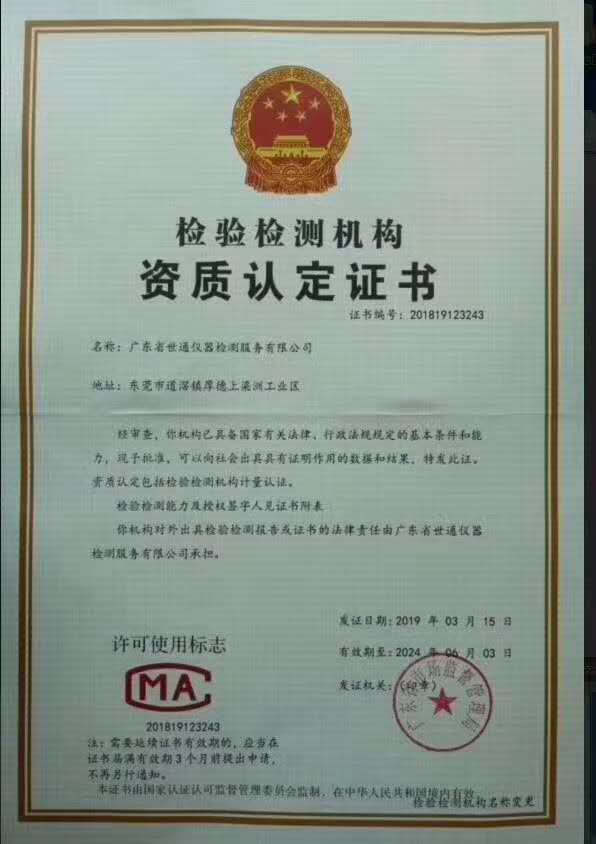 检验检测机构
资质认定证书
证书编号：201819123243
名称：广东省世通仪器检测服务有限公司
地址：东莞市道滘镇厚德上梁洲工业区
经审查，你机构已具备国家有关法律、行政法规规定的基本条件和能
力，现予批准，可以向社会出具具有证明作用的数据和结果，特发此证。
资质认定包括检验检测机构计量认证。
检验检测能力及授权签字人见证书附表
你机构对外出具检验检测报告或证书的法律责任由广东省世通仪器
检测服务有限公司承担。
许可使用标志
MA
201819123243
注：需要延续证书有效期的，应当在
证书届满有效期3个月前提出申请，
不再另行通知。
发证日期：2019 年 03 月 15 日
有效期至：2024 年 06 月 03 日
发证机关：（印章）
广东省市场监督管理局
本证书由国家认证认可监督管理委员会监制，在中华人民共和国境内有效。
检验检测机构名称变更